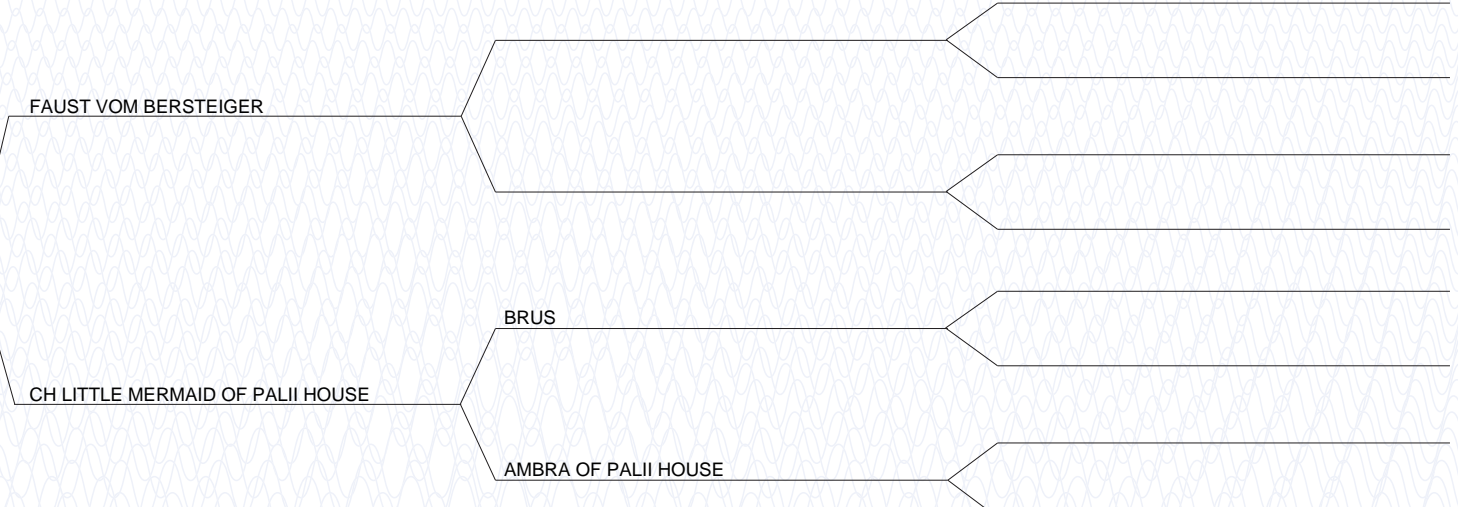 FAUST VOM BERSTEIGER
BRUS
CH LITTLE MERMAID OF PALII HOUSE
AMBRA OF PALII HOUSE